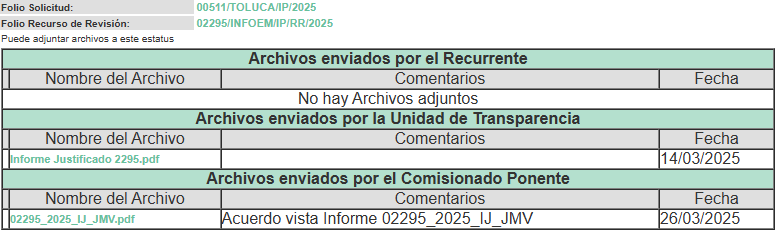 Folio Solicitud: 00511/TOLUCA/IP/2025
Folio Recurso de Revisión: 02295/INFOEM/IP/RR/2025
Puede adjuntar archivos a este estatus
Archivos enviados por el Recurrente
Nombre del Archivo Comentarios Fecha
No hay Archivos adjuntos
Archivos enviados por la Unidad de Transparencia
Nombre del Archivo Comentarios Fecha
Informe Justificado 2295.pdf 14/03/2025
Archivos enviados por el Comisionado Ponente
Nombre del Archivo Comentarios Fecha
02295_2025_IJ_JMV.pdf Acuerdo vista Informe 02295_2025_IJ_JMV 26/03/2025